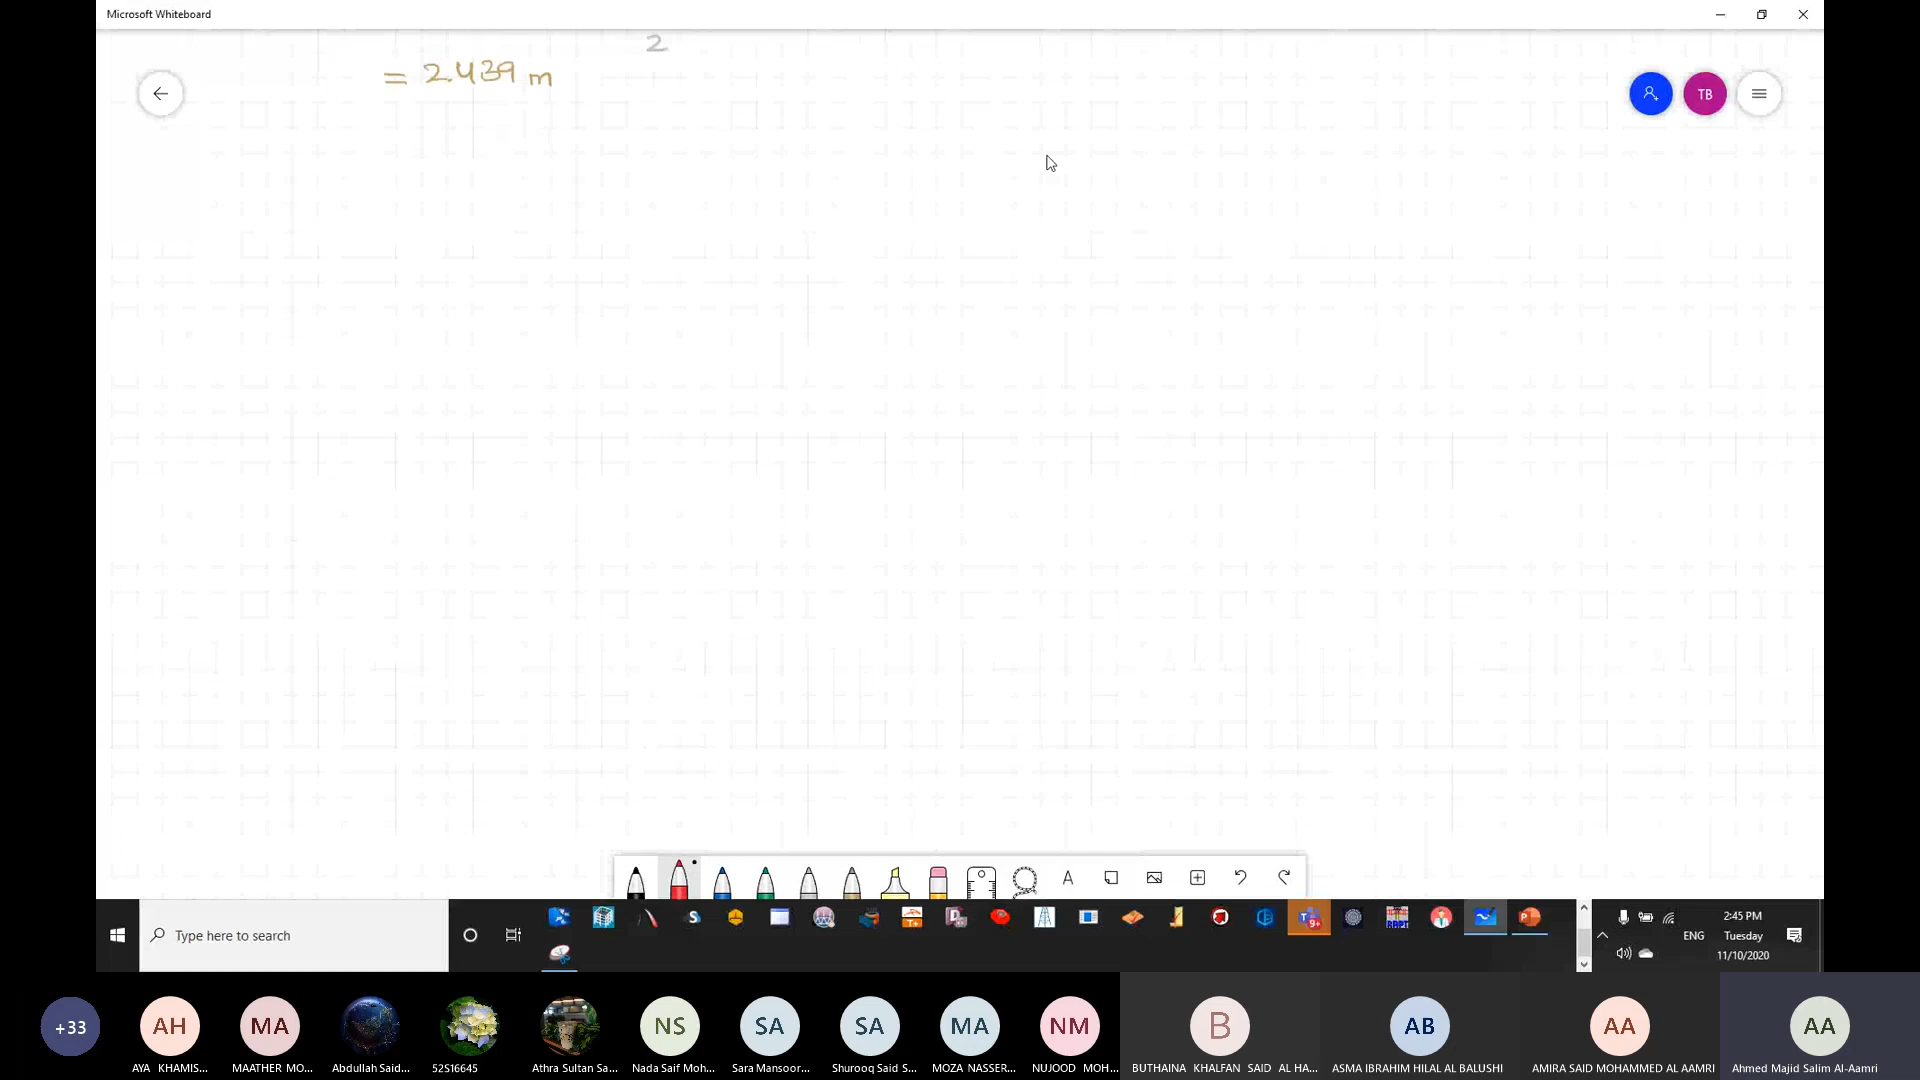 Microsoft Whiteboard
2
= 2.439 m
TB
A
Type here to search
9+
ENG
2:45 PM
Tuesday
11/10/2020
+33
AH
MA
NS
SA
SA
MA
NM
B
AB
AA
AA
AYA KHAMIS...
MAATHER MO...
Abdullah Said...
52S16645
Athra Sultan Sa...
Nada Saif Moh...
Sara Mansoor...
Shurooq Said S...
MOZA NASSER...
NUJOOD MOH...
BUTHAINA KHALFAN SAID AL HA...
ASMA IBRAHIM HILAL AL BALUSHI
AMIRA SAID MOHAMMED AL AAMRI
Ahmed Majid Salim Al-Aamri